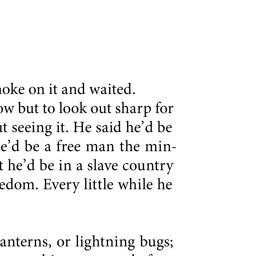 oke on it and waited.
ow but to look out sharp for
t seeing it. He said he’d be
e’d be a free man the min-
t he’d be in a slave country
edom. Every little while he
anterns, or lightning bugs;